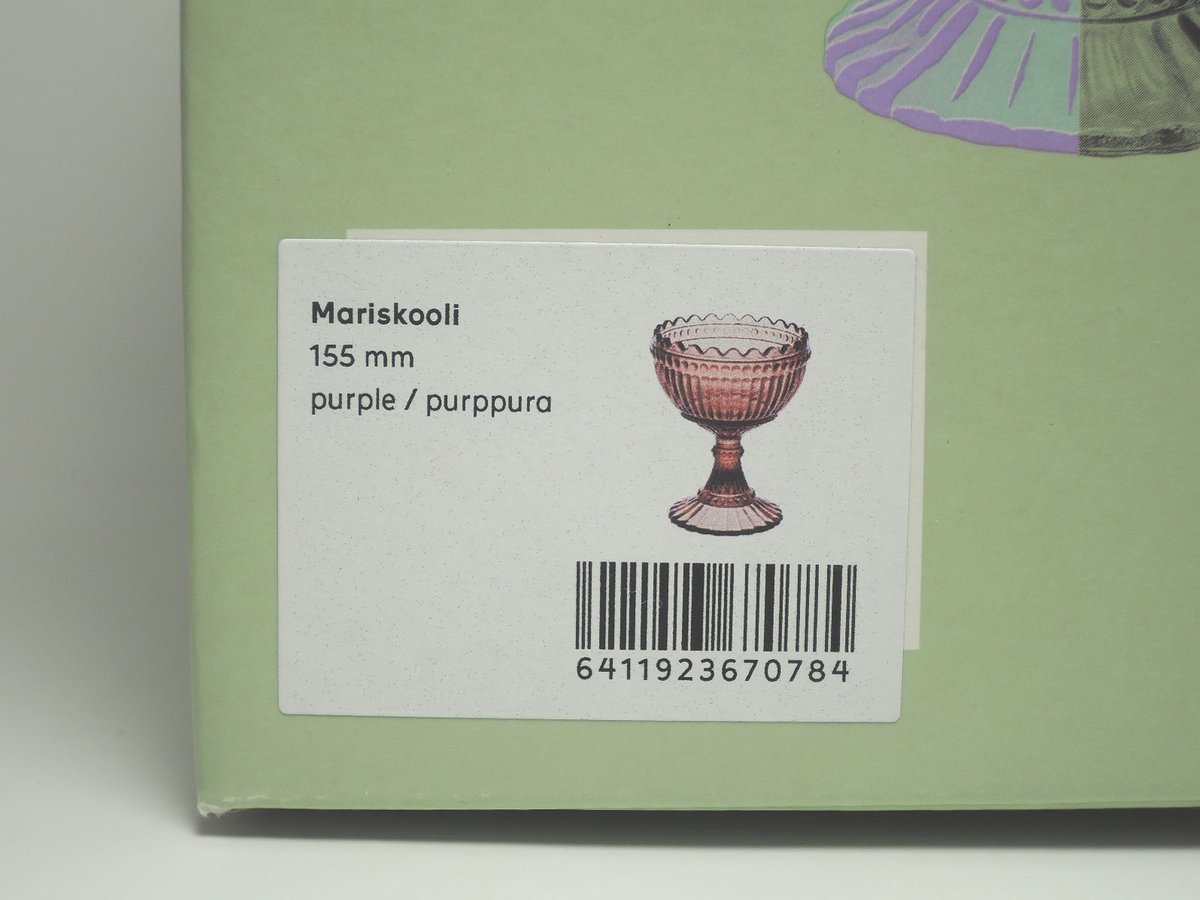 Mariskooli
155 mm
purple / purppura
6411923670784